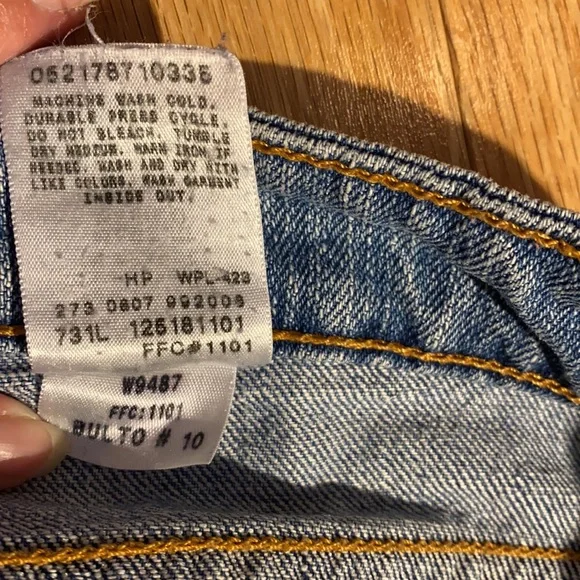 052178710335
MACHINE WASH COLD.
DURABLE PRESS CYCLE.
DO NOT BLEACH. TUMBLE
DRY MEDIUM. WARM IRON IF
NEEDED. WASH AND DRY WITH
LIKE COLORS. WASH GARMENT
INSIDE OUT.
HP WPL-423
273 0807 992006
731L 125181101
FFC#1101
W9487
FFC:1101
BULTO # 10